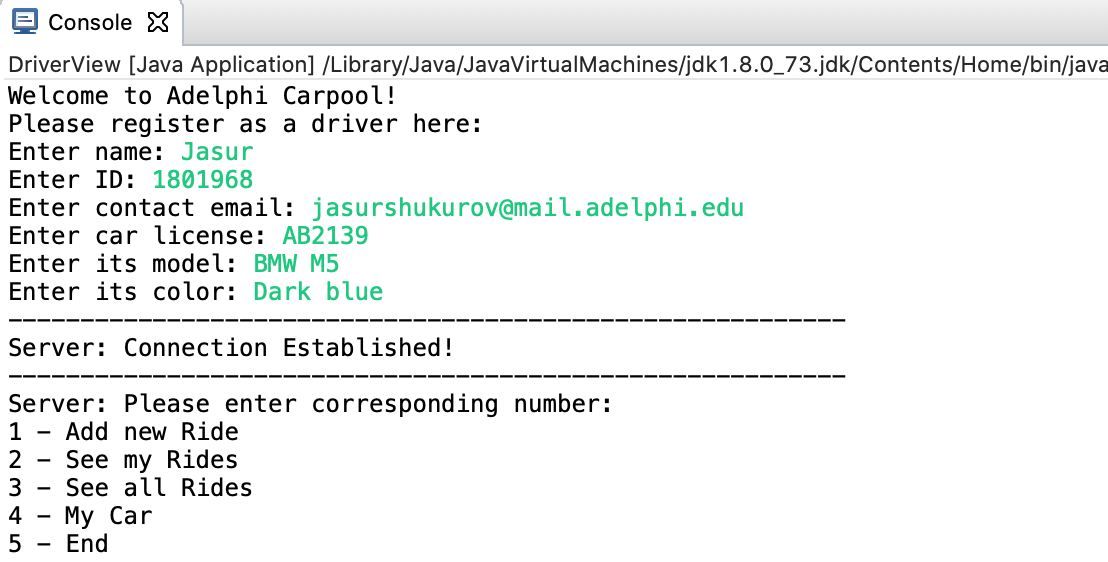 Console
DriverView [Java Application] /Library/Java/JavaVirtualMachines/jdk1.8.0_73.jdk/Contents/Home/bin/java
Welcome to Adelphi Carpool!
Please register as a driver here:
Enter name: Jasur
Enter ID: 1801968
Enter contact email: jasurshukurov@mail.adelphi.edu
Enter car license: AB2139
Enter its model: BMW M5
Enter its color: Dark blue
----------------------------------------------------------
Server: Connection Established!
----------------------------------------------------------
Server: Please enter corresponding number:
1 - Add new Ride
2 - See my Rides
3 - See all Rides
4 - My Car
5 - End